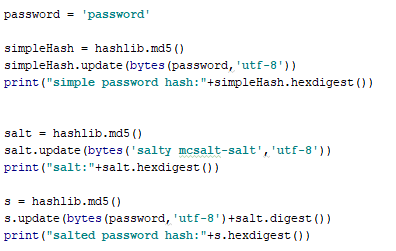 password = 'password'
simpleHash = hashlib.md5()
simpleHash.update(bytes(password,'utf-8'))
print("simple password hash:"+simpleHash.hexdigest())
salt = hashlib.md5()
salt.update(bytes('salty mcsalt-salt','utf-8'))
print("salt:"+salt.hexdigest())
s = hashlib.md5()
s.update(bytes(password,'utf-8')+salt.digest())
print("salted password hash:"+s.hexdigest())